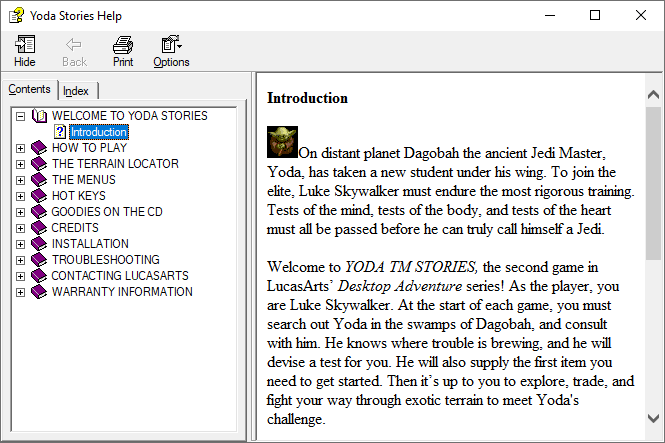 Yoda Stories Help
Hide
Back
Print
Options
Contents
Index
WELCOME TO YODA STORIES
Introduction
HOW TO PLAY
THE TERRAIN LOCATOR
THE MENUS
HOT KEYS
GOODIES ON THE CD
CREDITS
INSTALLATION
TROUBLESHOOTING
CONTACTING LUCASARTS
WARRANTY INFORMATION
Introduction
On distant planet Dagobah the ancient Jedi Master,
Yoda, has taken a new student under his wing. To join the
elite, Luke Skywalker must endure the most rigorous training.
Tests of the mind, tests of the body, and tests of the heart
must all be passed before he can truly call himself a Jedi.
Welcome to YODA TM STORIES, the second game in
LucasArts’ Desktop Adventure series! As the player, you
are Luke Skywalker. At the start of each game, you must
search out Yoda in the swamps of Dagobah, and consult
with him. He knows where trouble is brewing, and he will
devise a test for you. He will also supply the first item you
need to get started. Then it’s up to you to explore, trade, and
fight your way through exotic terrain to meet Yoda's
challenge.